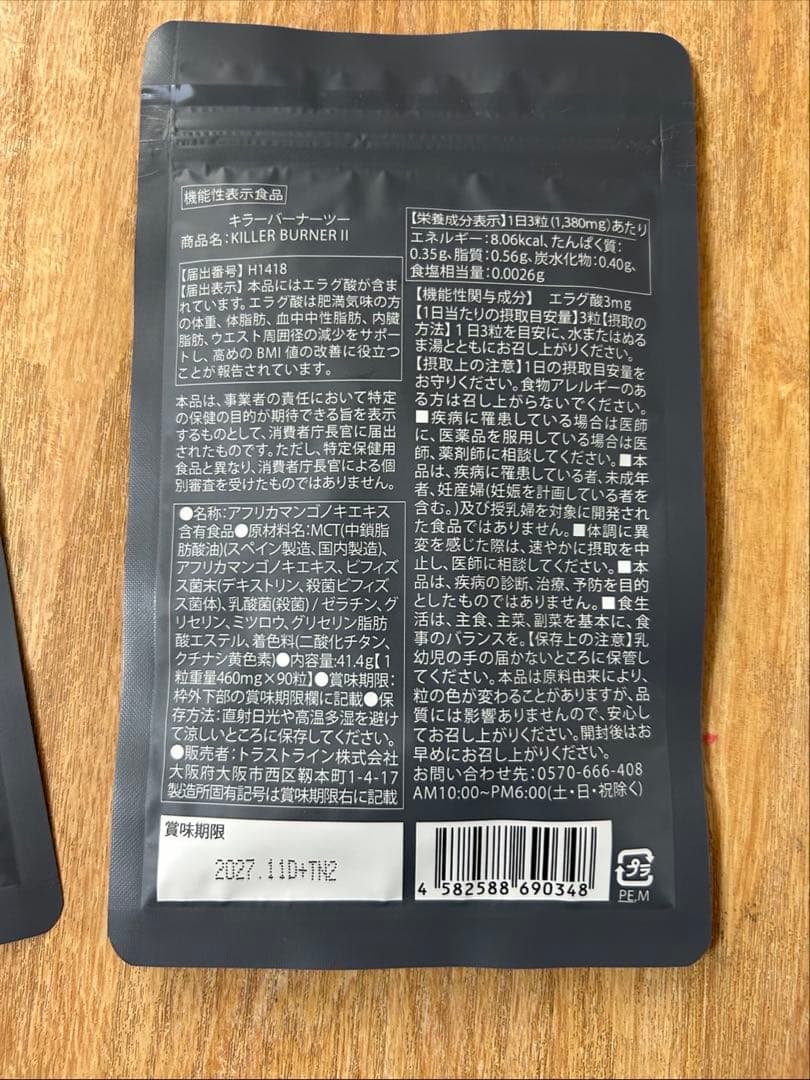 機能性表示食品
キラーバーナーツー
商品名:KILLER BURNER II
【届出番号】H1418
【届出表示】本品にはエラグ酸が含ま
れています。エラグ酸は肥満気味の方
の体重、体脂肪、血中中性脂肪、内臓
脂肪、ウエスト周囲径の減少をサポー
トし、高めのBMI値の改善に役立つ
ことが報告されています。
本品は、事業者の責任において特定
の保健の目的が期待できる旨を表示
するものとして、消費者庁長官に届出
されたものです。ただし、特定保健用
食品と異なり、消費者庁長官による個
別審査を受けたものではありません。
●名称:アフリカマンゴノキエキス
含有食品●原材料名:MCT(中鎖脂
肪酸油)(スペイン製造、国内製造)、
アフリカマンゴノキエキス、ビフィズ
ス菌末(デキストリン、殺菌ビフィズ
ス菌体)、乳酸菌(殺菌)/ゼラチン、グ
リセリン、ミツロウ、グリセリン脂肪
酸エステル、着色料(二酸化チタン、
クチナシ黄色素)●内容量:41.4g【1
粒重量460mg×90粒】●賞味期限:
枠外下部の賞味期限欄に記載●保
存方法:直射日光や高温多湿を避け
て涼しいところに保存してください。
●販売者:トラストライン株式会社
大阪府大阪市西区靱本町1-4-17
製造所固有記号は賞味期限右に記載
【栄養成分表示】1日3粒(1,380mg)あたり
エネルギー:8.06kcal、たんぱく質:
0.35g、脂質:0.56g、炭水化物:0.40g、
食塩相当量:0.0026g
【機能性関与成分】 エラグ酸3mg
【1日当たりの摂取目安量】3粒【摂取の
方法】1日3粒を目安に、水またはぬる
ま湯とともにお召し上がりください。
【摂取上の注意】1日の摂取目安量を
お守りください。食物アレルギーのあ
る方は召し上がらないでください。
■疾病に罹患している場合は医師
に、医薬品を服用している場合は医
師、薬剤師に相談してください。■本
品は、疾病に罹患している者、未成年
者、妊産婦(妊娠を計画している者を
含む。)及び授乳婦を対象に開発され
た食品ではありません。■体調に異
変を感じた際は、速やかに摂取を中
止し、医師に相談してください。■本
品は、疾病の診断、治療、予防を目的
としたものではありません。■食生
活は、主食、主菜、副菜を基本に、食
事のバランスを。【保存上の注意】乳
幼児の手の届かないところに保管し
てください。本品は原料由来により、
粒の色が変わることがありますが、品
質には影響ありませんので、安心し
てお召し上がりください。開封後はお
早めにお召し上がりください。
お問い合わせ先:0570-666-408
AM10:00~PM6:00(土・日・祝除く)
賞味期限
2027.11D+TN2
4 582588 690348
プラ
PE,M